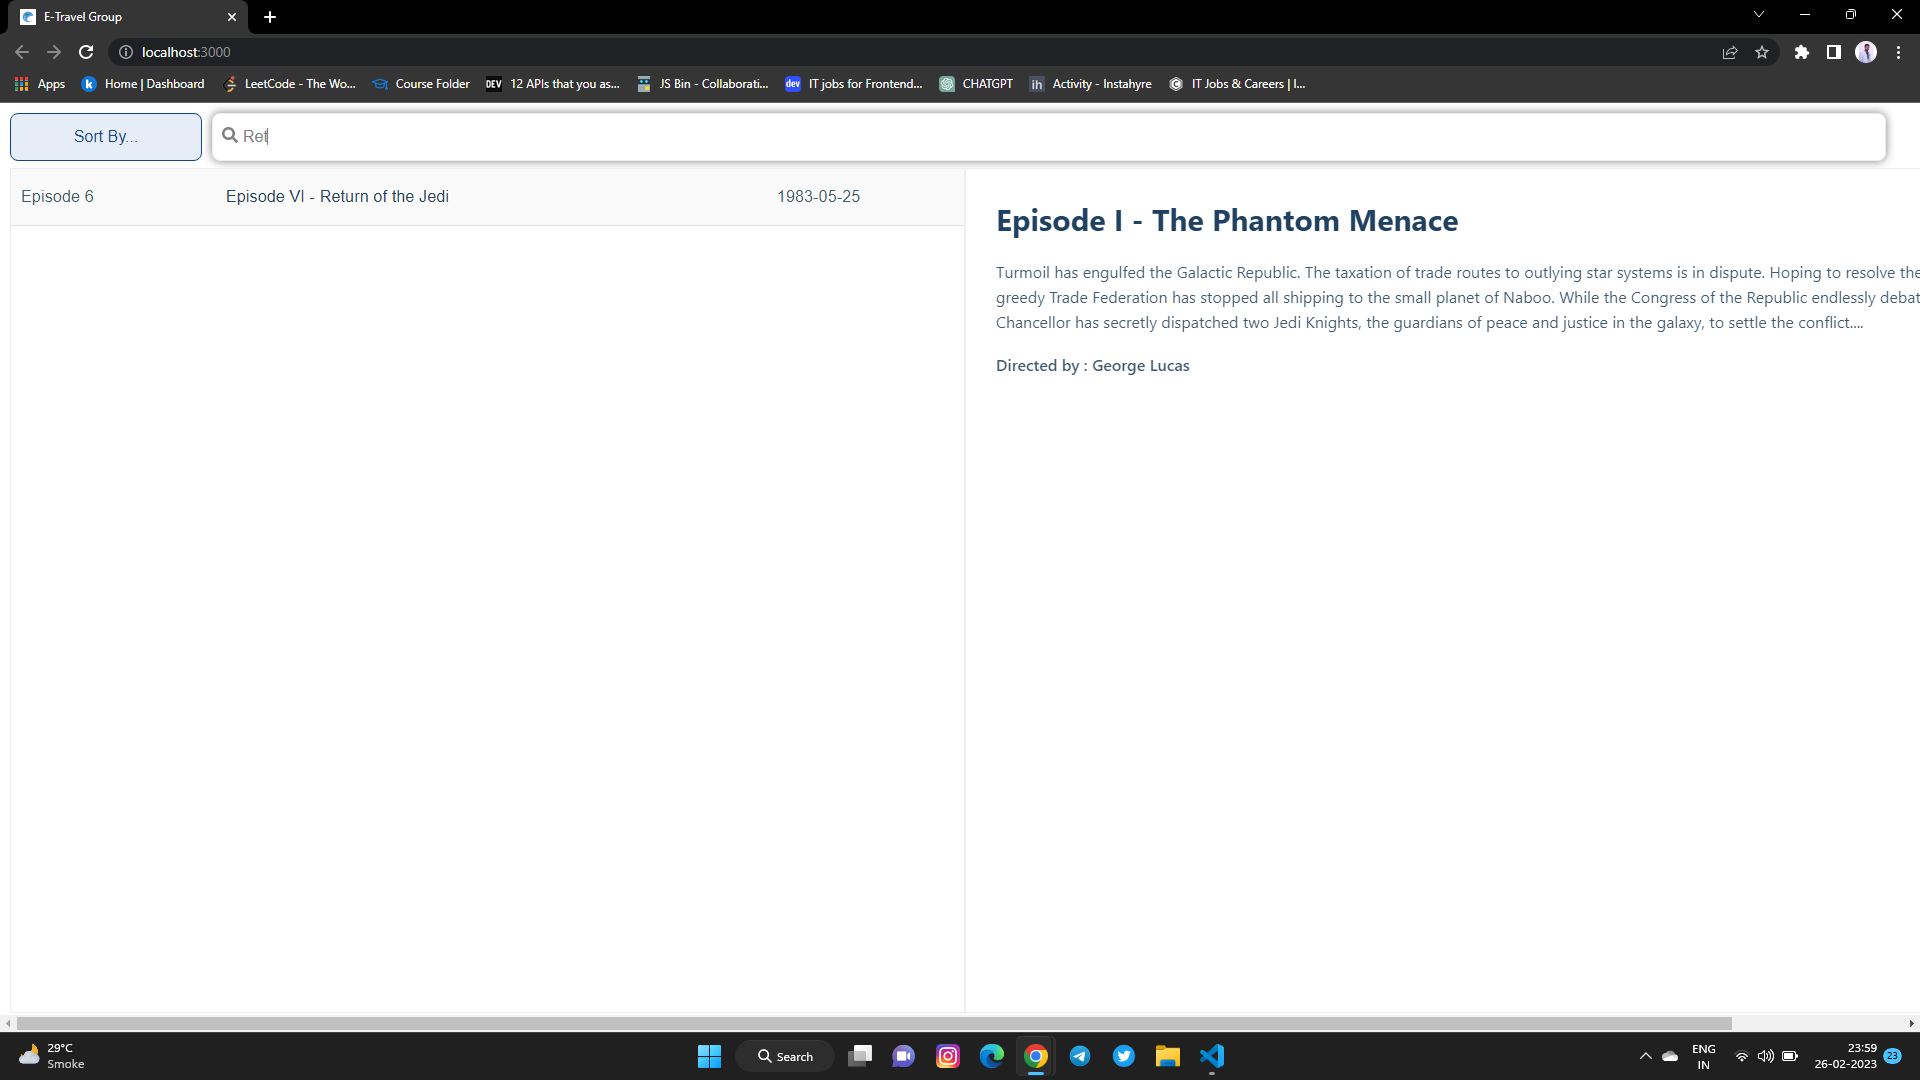 E-Travel Group
localhost:3000
Apps
Home | Dashboard
LeetCode - The Wo...
Course Folder
DEV
12 APIs that you as...
JS Bin - Collaborati...
dev
IT jobs for Frontend...
CHATGPT
ih
Activity - Instahyre
IT Jobs & Careers | I...
Sort By...
Ret
Episode 6
Episode VI - Return of the Jedi
1983-05-25
Episode I - The Phantom Menace
Turmoil has engulfed the Galactic Republic. The taxation of trade routes to outlying star systems is in dispute. Hoping to resolve the
greedy Trade Federation has stopped all shipping to the small planet of Naboo. While the Congress of the Republic endlessly debat
Chancellor has secretly dispatched two Jedi Knights, the guardians of peace and justice in the galaxy, to settle the conflict....
Directed by : George Lucas
29°C
Smoke
Search
ENG
IN
23:59
26-02-2023
23